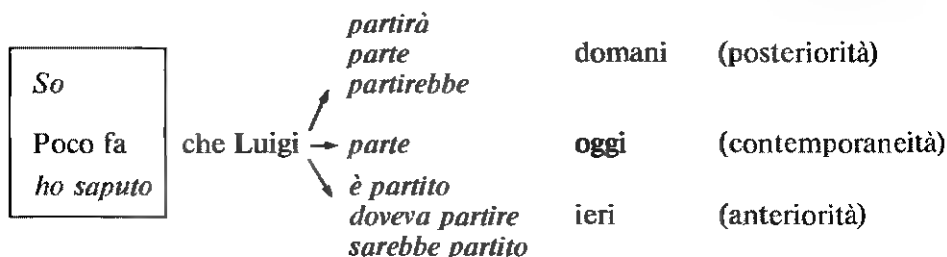 partirà
parte domani (posteriorità)
So partirebbe
Poco fa che Luigi → parte oggi (contemporaneità)
ho saputo è partito
doveva partire ieri (anteriorità)
sarebbe partito